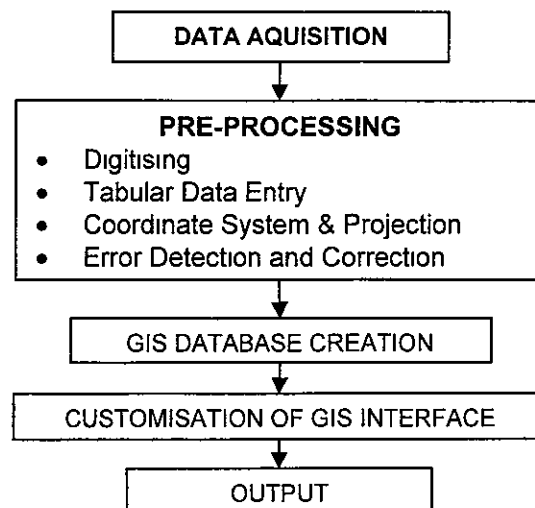 DATA AQUISITION
PRE-PROCESSING
• Digitising
• Tabular Data Entry
• Coordinate System & Projection
• Error Detection and Correction
GIS DATABASE CREATION
CUSTOMISATION OF GIS INTERFACE
OUTPUT